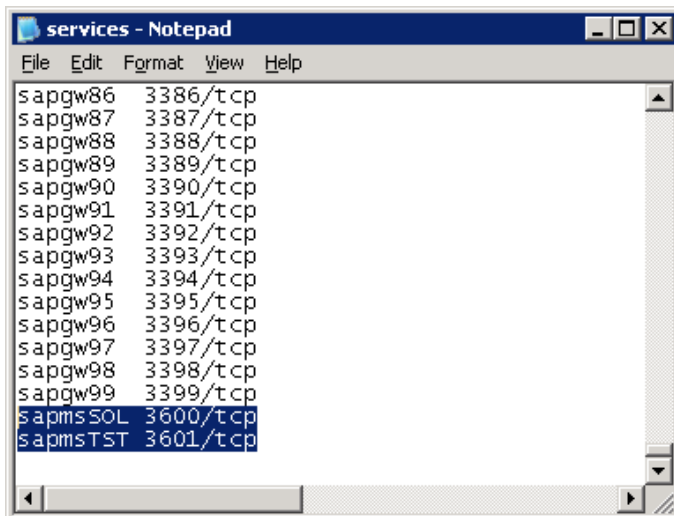 services - Notepad
File Edit Format View Help
sapgw86 3386/tcp
sapgw87 3387/tcp
sapgw88 3388/tcp
sapgw89 3389/tcp
sapgw90 3390/tcp
sapgw91 3391/tcp
sapgw92 3392/tcp
sapgw93 3393/tcp
sapgw94 3394/tcp
sapgw95 3395/tcp
sapgw96 3396/tcp
sapgw97 3397/tcp
sapgw98 3398/tcp
sapgw99 3399/tcp
sapmsSOL 3600/tcp
sapmsTST 3601/tcp